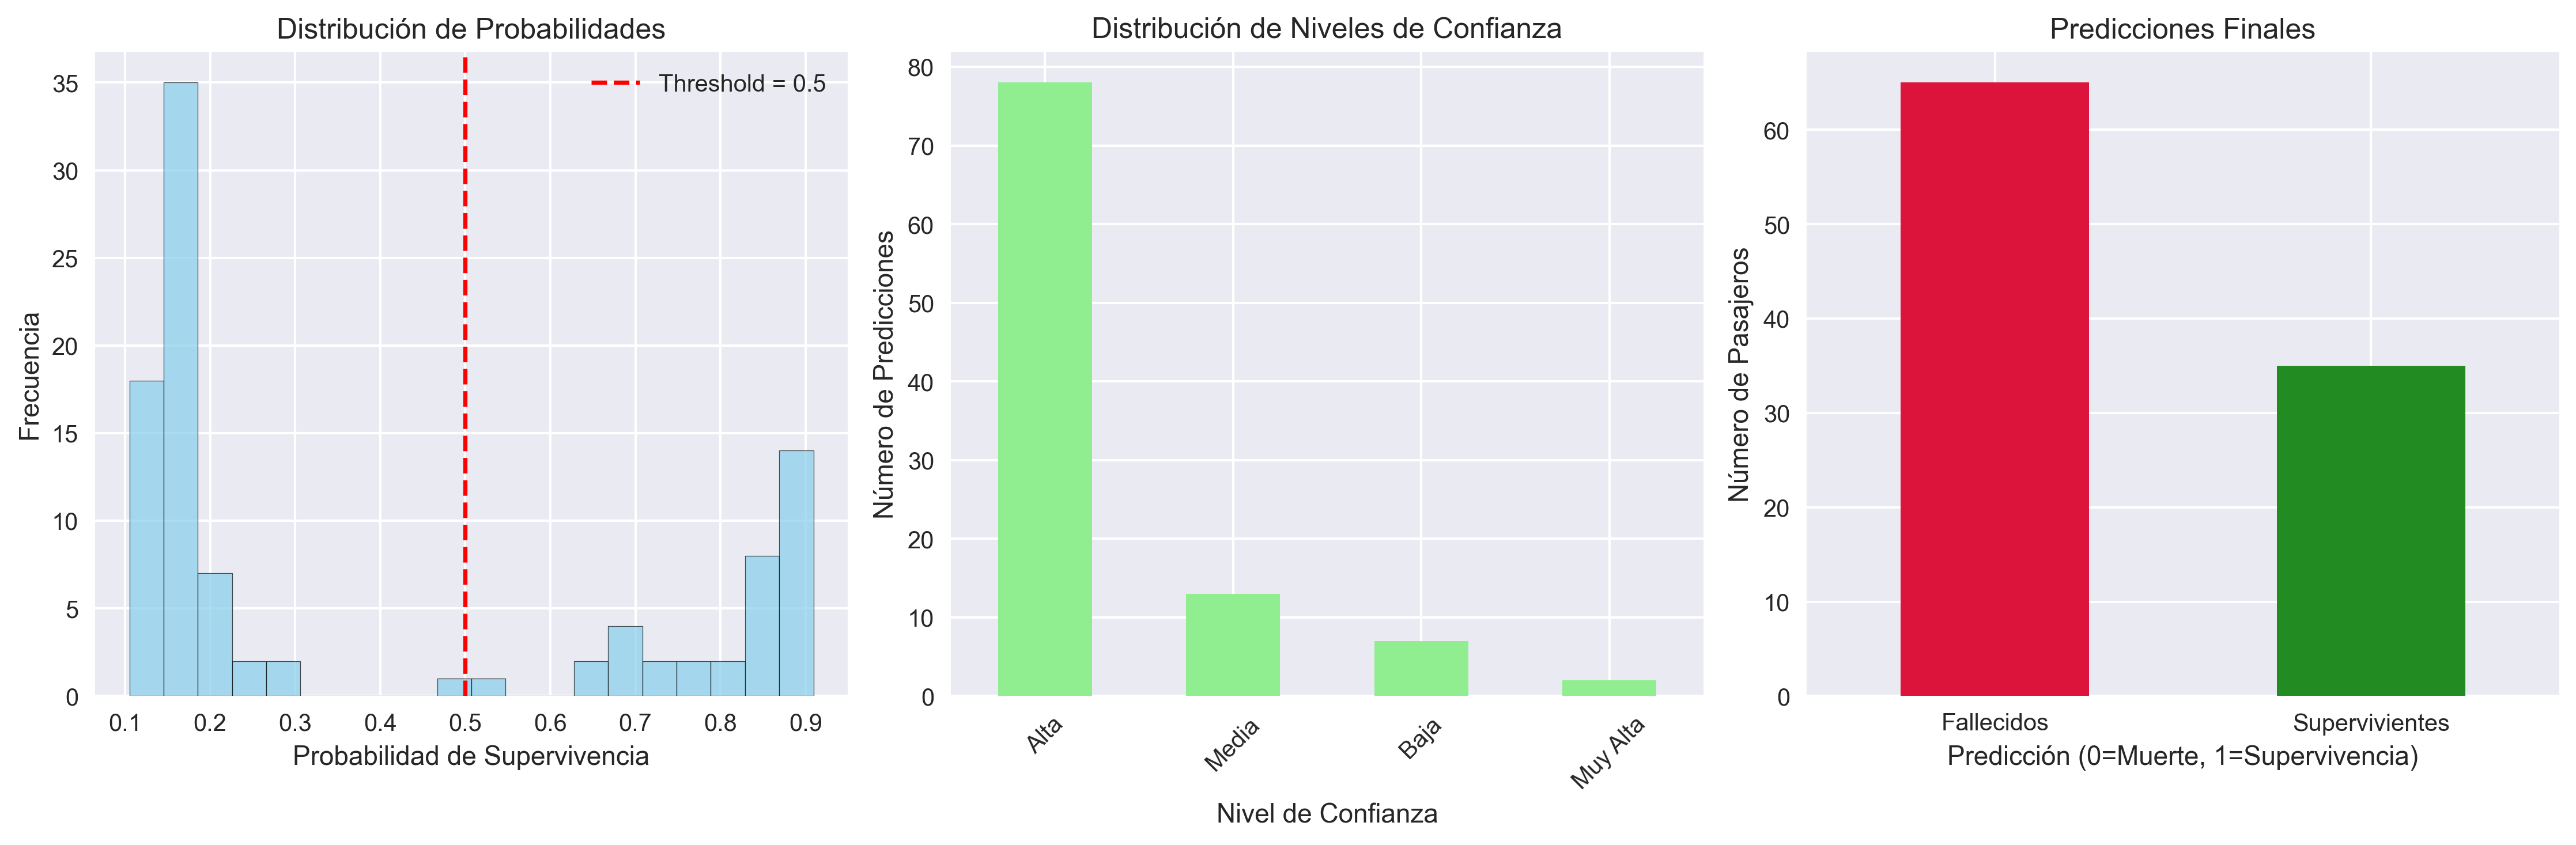 Distribución de Probabilidades
Threshold = 0.5
Frecuencia
35
30
25
20
15
10
5
0
0.1 0.2 0.3 0.4 0.5 0.6 0.7 0.8 0.9
Probabilidad de Supervivencia
Distribución de Niveles de Confianza
Número de Predicciones
80
70
60
50
40
30
20
10
0
Alta Media Baja Muy Alta
Nivel de Confianza
Predicciones Finales
Número de Pasajeros
60
50
40
30
20
10
0
Fallecidos Supervivientes
Predicción (0=Muerte, 1=Supervivencia)